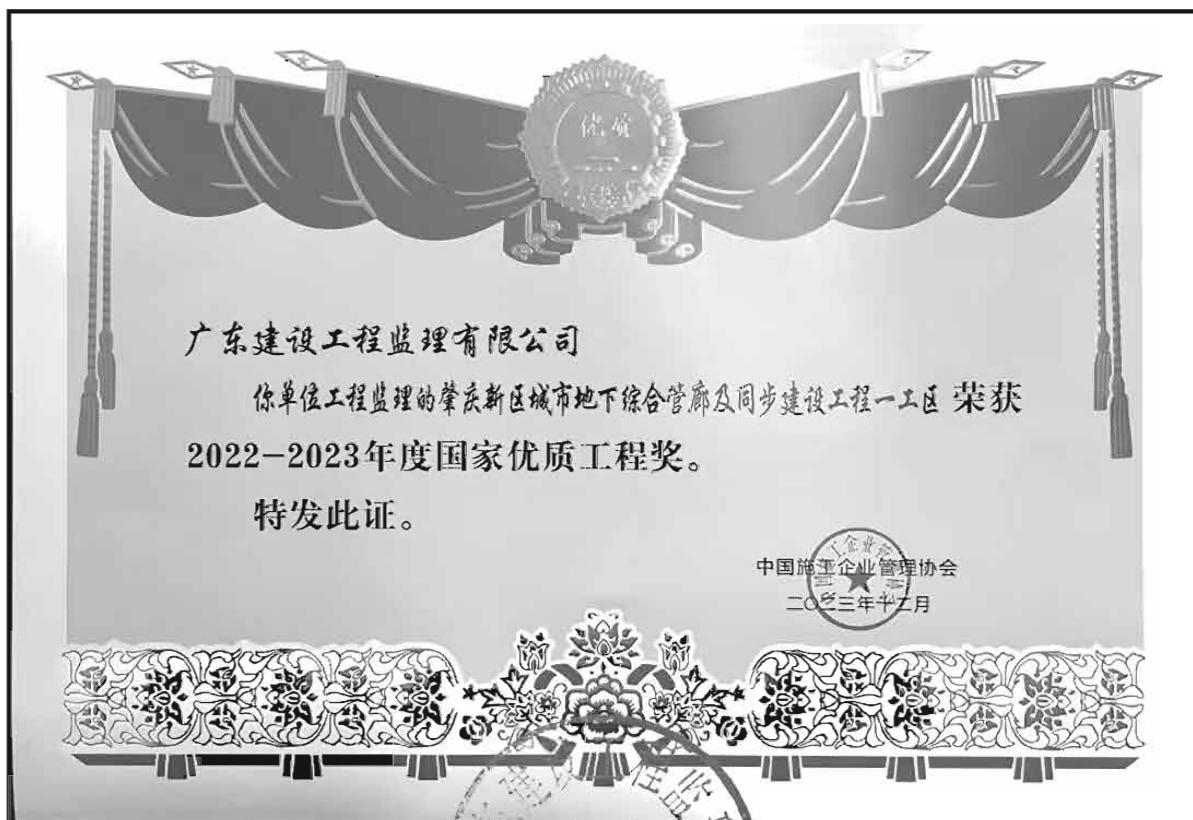 优质
广东建设工程监理有限公司
你单位工程监理的肇庆新区城市地下综合管廊及同步建设工程一工区 荣获
2022-2023年度国家优质工程奖。
特发此证。
中国施工企业管理协会
二〇二三年十二月